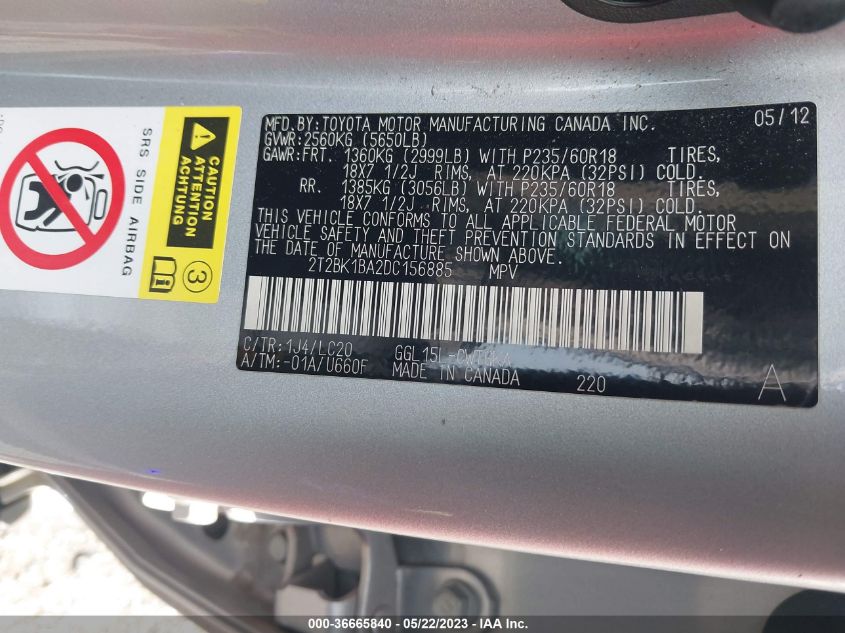 SRS SIDE AIRBAG
CAUTION
ATTENTION
ACHTUNG
3
MFD.BY:TOYOTA MOTOR MANUFACTURING CANADA INC. 05/12
GVWR:2560KG (5650LB)
GAWR:FRT. 1360KG (2999LB) WITH P235/60R18 TIRES,
18X7 1/2J RIMS, AT 220KPA (32PSI) COLD.
RR. 1385KG (3056LB) WITH P235/60R18 TIRES,
18X7 1/2J RIMS, AT 220KPA (32PSI) COLD.
THIS VEHICLE CONFORMS TO ALL APPLICABLE FEDERAL MOTOR
VEHICLE SAFETY AND THEFT PREVENTION STANDARDS IN EFFECT ON
THE DATE OF MANUFACTURE SHOWN ABOVE.
2T2BK1BA2DC156885 MPV
C/TR:1J4/LC20
A/TM:-01A/U660F MADE IN CANADA 220 A
000-36665840 - 05/22/2023 - IAA Inc.